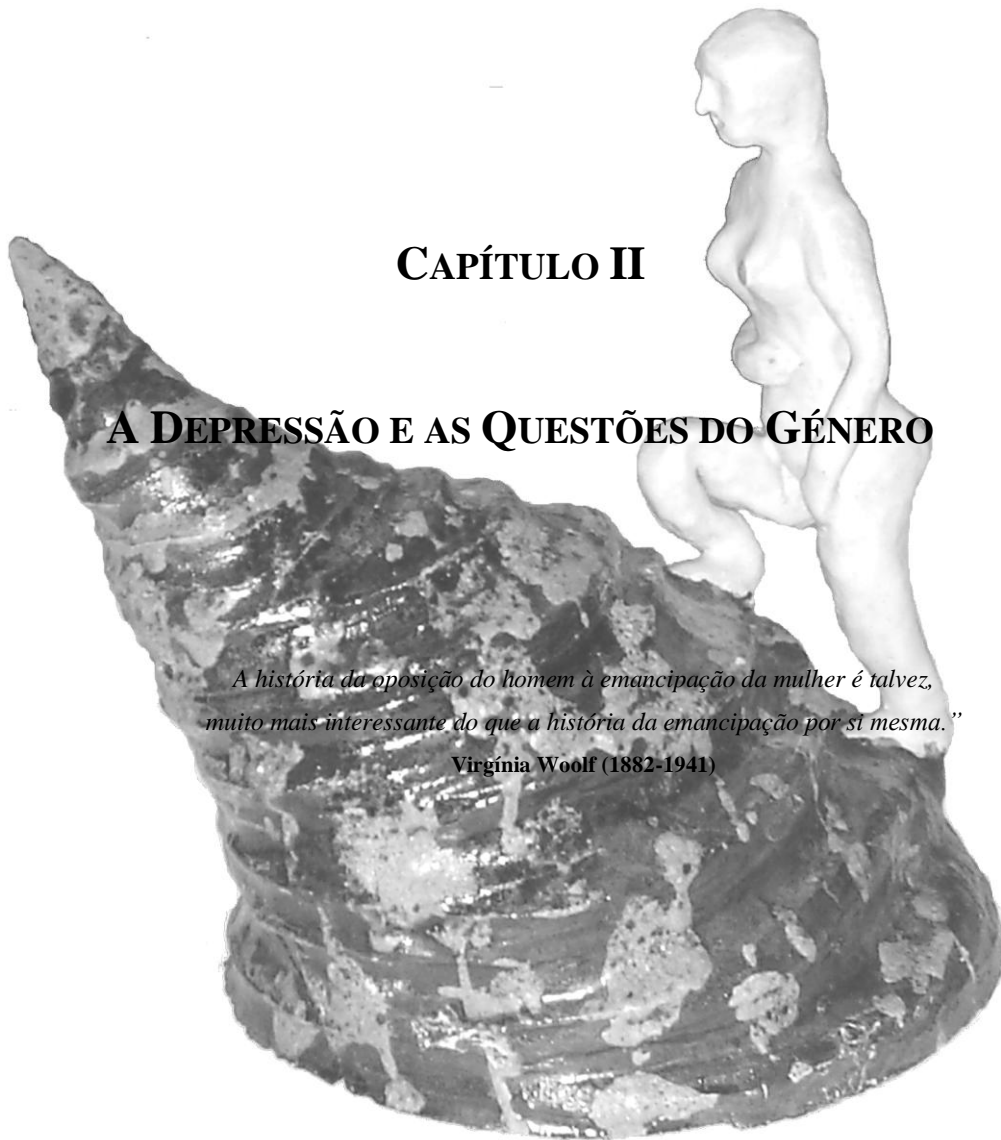 CAPÍTULO II
A DEPRESSÃO E AS QUESTÕES DO GÉNERO
A história da oposição do homem à emancipação da mulher é talvez,
muito mais interessante do que a história da emancipação por si mesma.”
Virgínia Woolf (1882-1941)